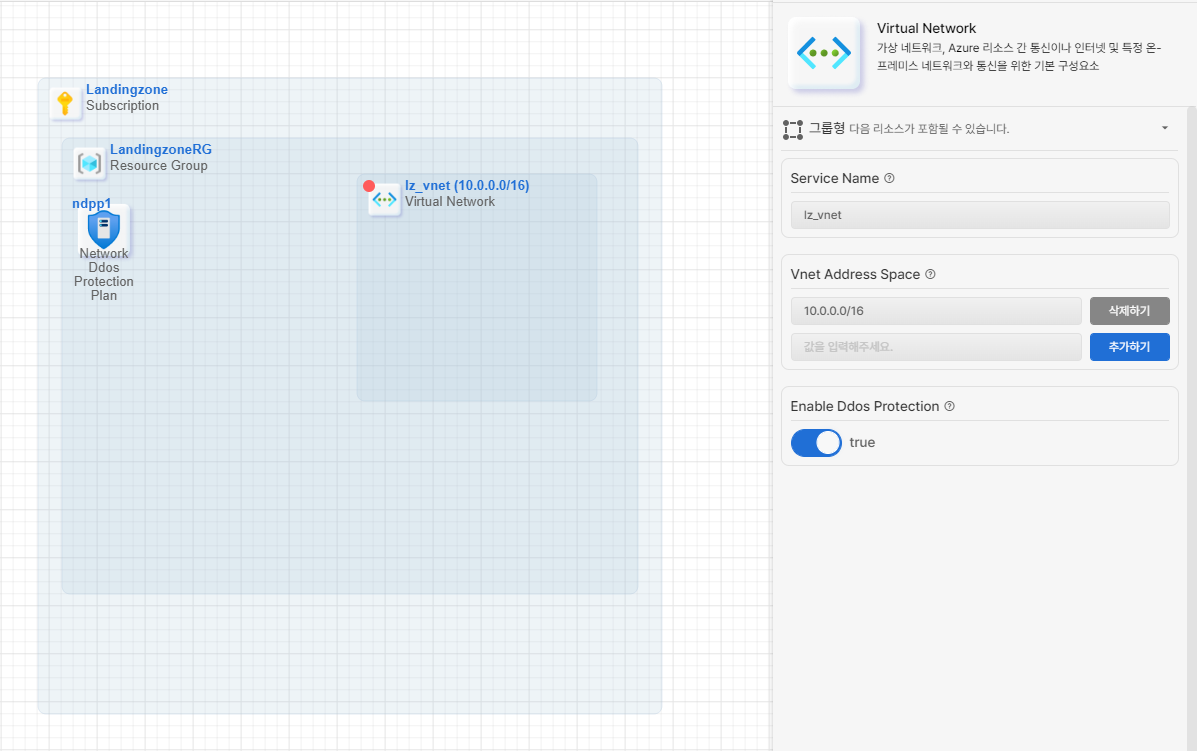 Landingzone
Subscription
LandingzoneRG
Resource Group
ndpp1
Network
Ddos
Protection
Plan
lz_vnet (10.0.0.0/16)
Virtual Network
Virtual Network
가상 네트워크, Azure 리소스 간 통신이나 인터넷 및 특정 온-
프레미스 네트워크와 통신을 위한 기본 구성요소
그룹형 다음 리소스가 포함될 수 있습니다.
Service Name ?
lz_vnet
Vnet Address Space ?
10.0.0.0/16 삭제하기
값을 입력해주세요. 추가하기
Enable Ddos Protection ?
true